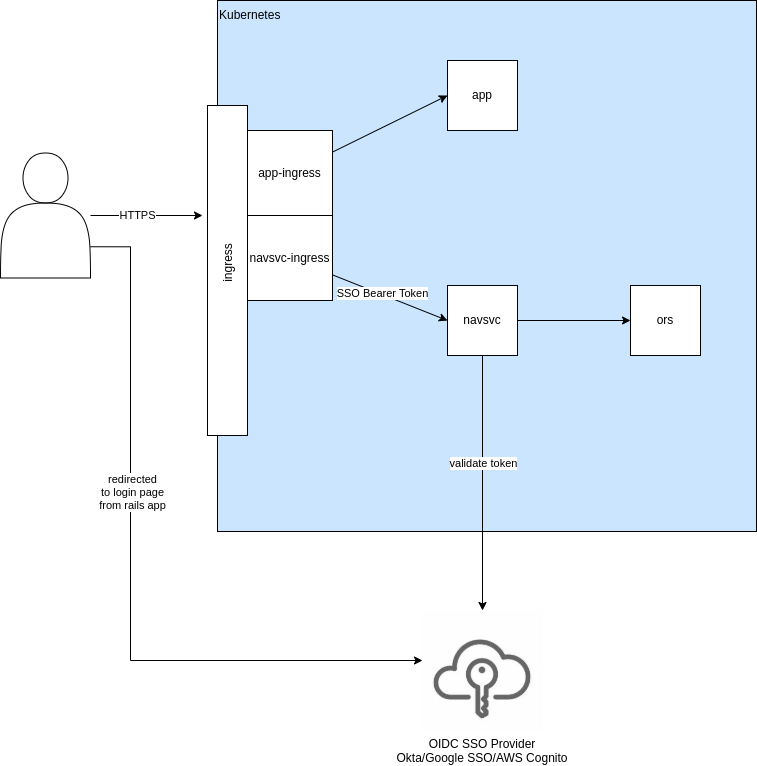 Kubernetes
app
app-ingress
HTTPS
ingress
navsvc-ingress
SSO Bearer Token
navsvc
ors
validate token
redirected
to login page
from rails app
OIDC SSO Provider
Okta/Google SSO/AWS Cognito